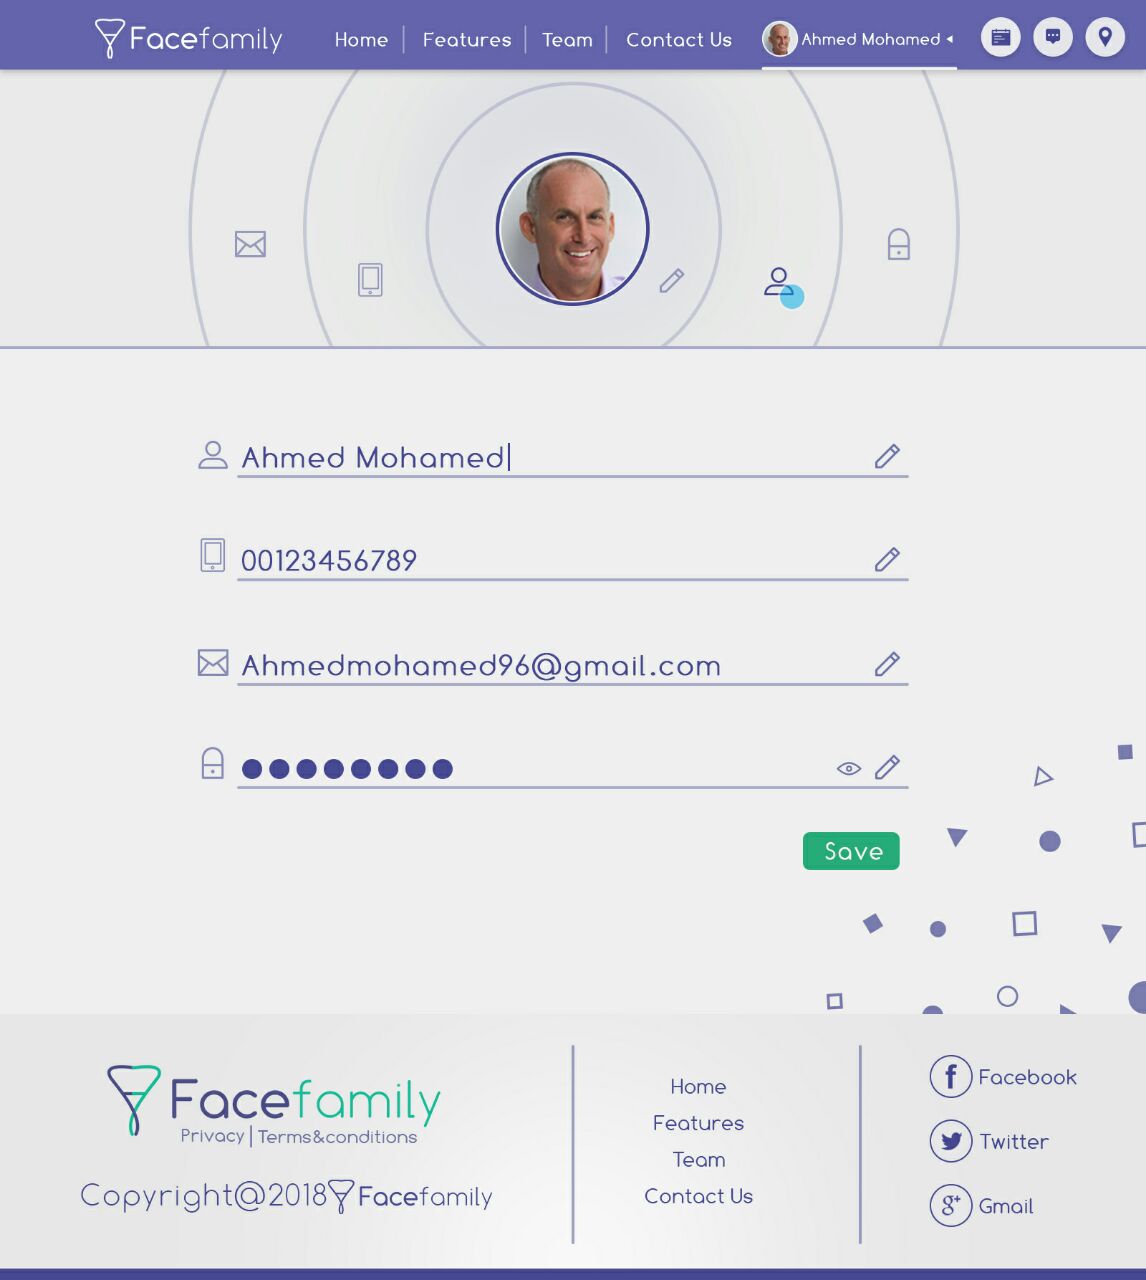 Facefamily
Home
Features
Team
Contact Us
Ahmed Mohamed
Ahmed Mohamed
00123456789
Ahmedmohamed96@gmail.com
Save
Facefamily
Privacy | Terms&conditions
Copyright@2018 Facefamily
Home
Features
Team
Contact Us
Facebook
Twitter
Gmail